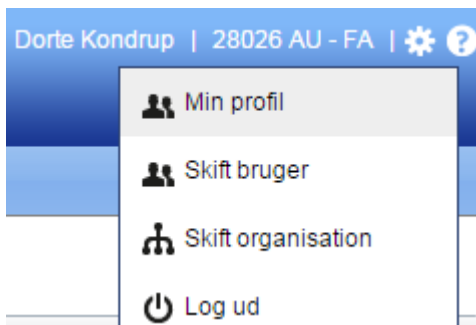 Dorte Kondrup | 28026 AU - FA |
Min profil
Skift bruger
Skift organisation
Log ud